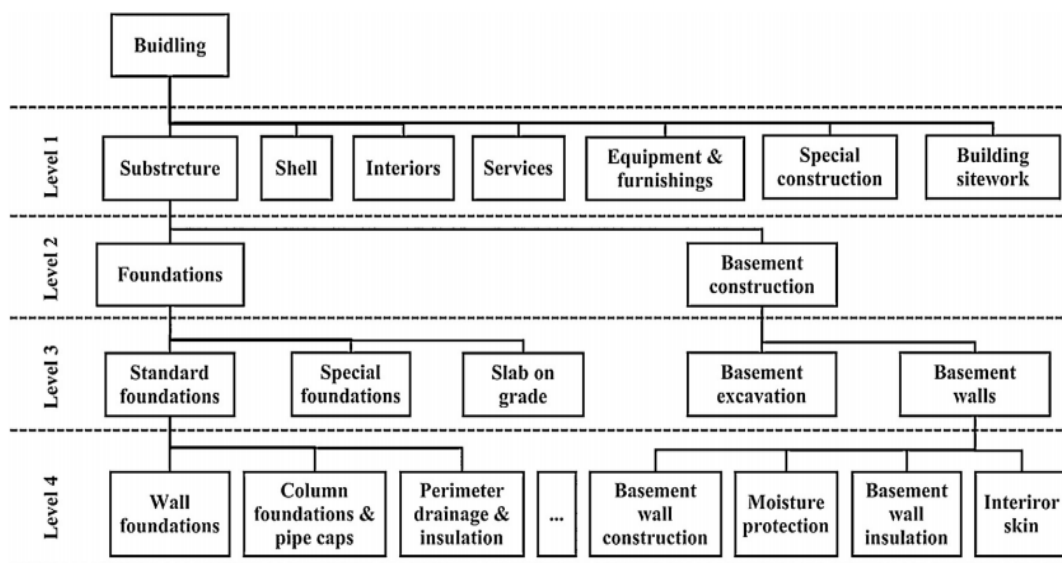 Buidling
Level 1
Substrcture
Shell
Interiors
Services
Equipment &
furnishings
Special
construction
Building
sitework
Level 2
Foundations
Basement
construction
Level 3
Standard
foundations
Special
foundations
Slab on
grade
Basement
excavation
Basement
walls
Level 4
Wall
foundations
Column
foundations &
pipe caps
Perimeter
drainage &
insulation
...
Basement
wall
construction
Moisture
protection
Basement
wall
insulation
Interiror
skin